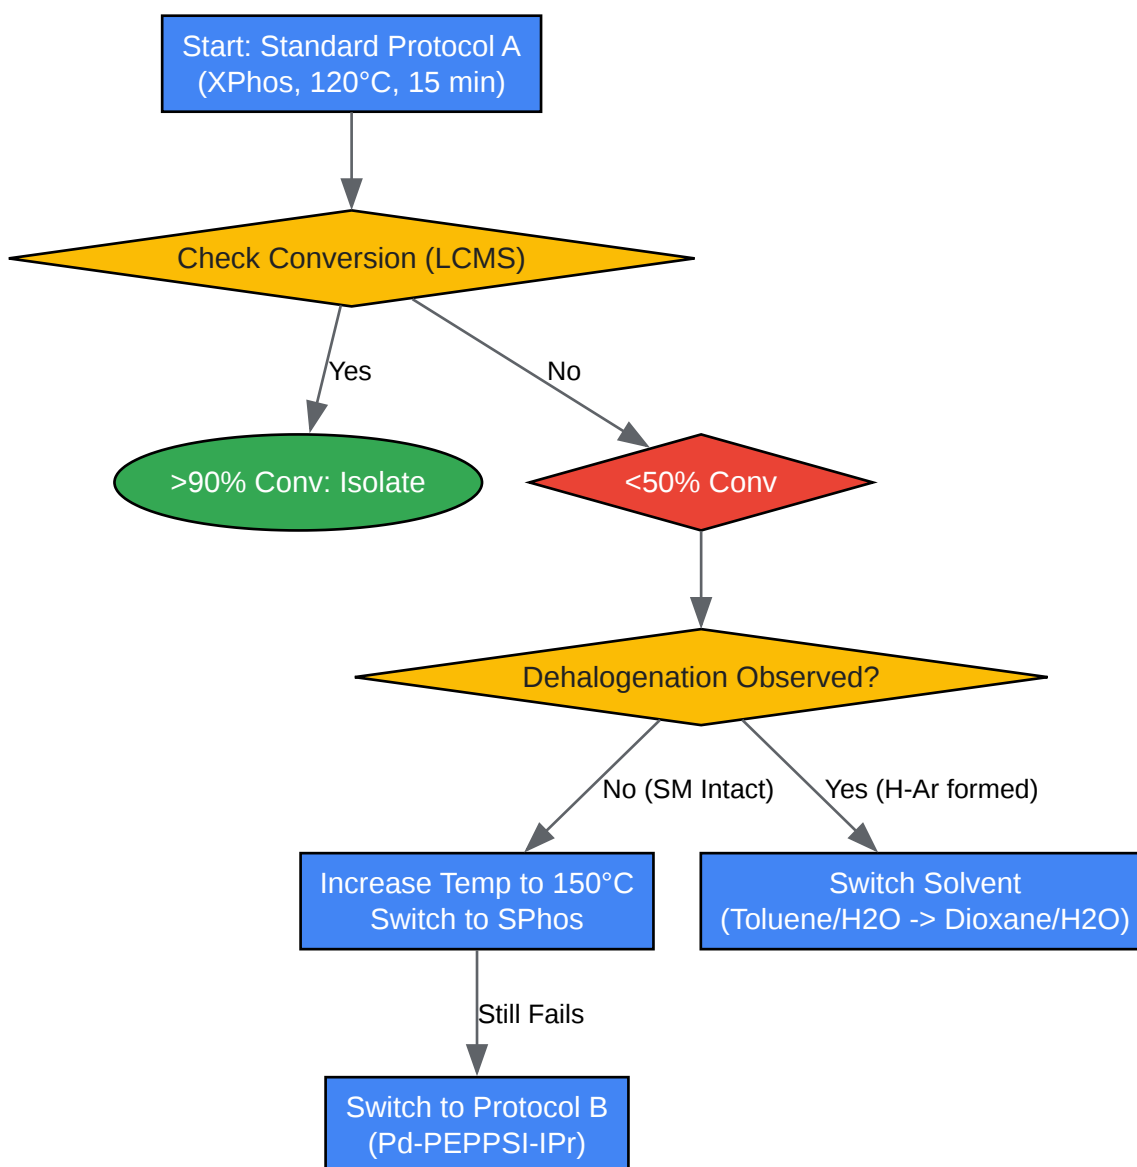 Start: Standard Protocol A
(XPhos, 120°C, 15 min)
Check Conversion (LCMS)
Yes
No
>90% Conv: Isolate
<50% Conv
Dehalogenation Observed?
No (SM Intact)
Yes (H-Ar formed)
Increase Temp to 150°C
Switch to SPhos
Switch Solvent
(Toluene/H2O -> Dioxane/H2O)
Still Fails
Switch to Protocol B
(Pd-PEPPSI-IPr)